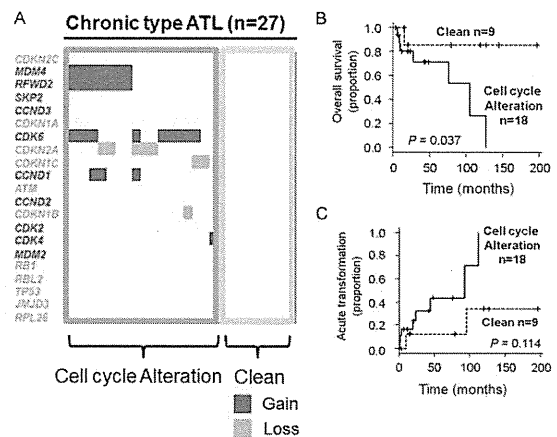 A
Chronic type ATL (n=27)
CDKN2C
MDM4
RFWD2
SKP2
CCND3
CDKN1A
CDK6
CDKN2A
CDKN1C
CCND1
ATM
CCND2
CDKN1B
CDK2
CDK4
MDM2
RB1
RBL2
TP53
JMJD3
RPL26
Cell cycle Alteration
Clean
Gain
Loss
B
Overall survival
(proportion)
1.0
0.8
0.6
0.4
0.2
0.0
Clean n=9
Cell cycle
Alteration
n=18
P = 0.037
0 50 100 150 200
Time (months)
C
Acute transformation
(proportion)
1.0
0.8
0.6
0.4
0.2
0.0
Cell cycle
Alteration
n=18
Clean n=9
P = 0.114
0 50 100 150 200
Time (months)